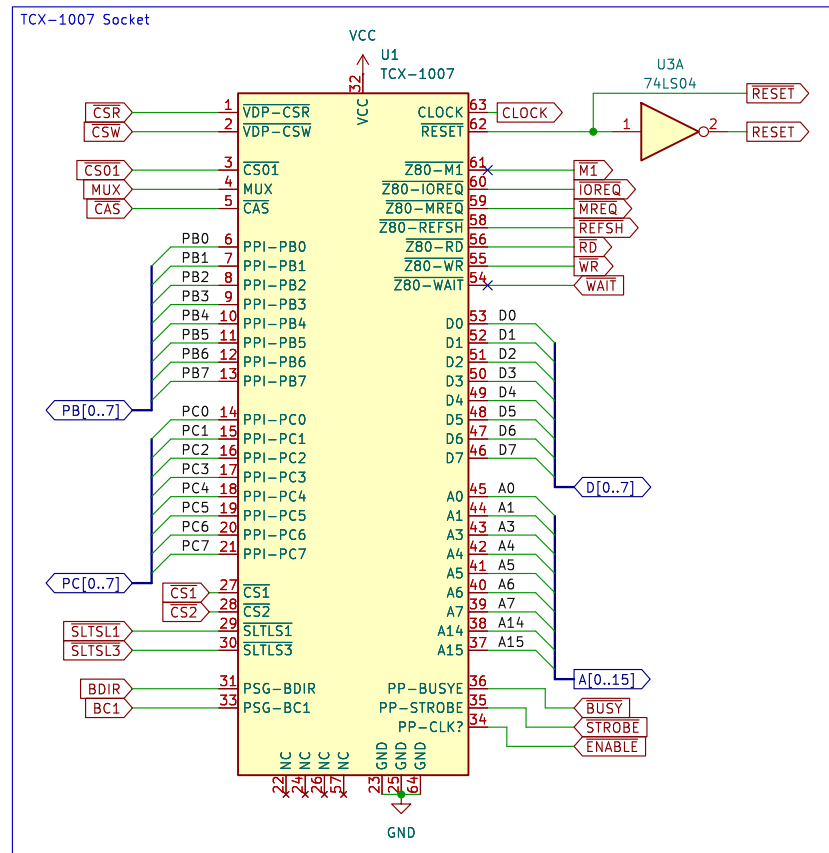 TCX-1007 Socket
VCC
U1
TCX-1007
32
VCC
U3A
74LS04
CSR 1 VDP-CSR
CSW 2 VDP-CSW
CS01 3 CS01
MUX 4 MUX
CAS 5 CAS
PB0 6 PPI-PB0
PB1 7 PPI-PB1
PB2 8 PPI-PB2
PB3 9 PPI-PB3
PB4 10 PPI-PB4
PB5 11 PPI-PB5
PB6 12 PPI-PB6
PB7 13 PPI-PB7
PB[0..7]
PC0 14 PPI-PC0
PC1 15 PPI-PC1
PC2 16 PPI-PC2
PC3 17 PPI-PC3
PC4 18 PPI-PC4
PC5 19 PPI-PC5
PC6 20 PPI-PC6
PC7 21 PPI-PC7
PC[0..7]
CS1 27 CS1
CS2 28 CS2
SLTSL1 29 SLTLS1
SLTSL3 30 SLTLS3
BDIR 31 PSG-BDIR
BC1 33 PSG-BC1
CLOCK 63 CLOCK
RESET 62
RESET
1 2 RESET
Z80-M1 61 M1
Z80-IOREQ 60 IOREQ
Z80-MREQ 59 MREQ
Z80-REFSH 58 REFSH
Z80-RD 56 RD
Z80-WR 55 WR
Z80-WAIT 54 WAIT
D0 53 D0
D1 52 D1
D2 51 D2
D3 50 D3
D4 49 D4
D5 48 D5
D6 47 D6
D7 46 D7
D[0..7]
A0 45 A0
A1 44 A1
A3 43 A3
A4 42 A4
A5 41 A5
A6 40 A6
A7 39 A7
A14 38 A14
A15 37 A15
A[0..15]
PP-BUSYE 36 BUSY
PP-STROBE 35 STROBE
PP-CLK? 34 ENABLE
NC NC NC NC GND GND GND
22 24 26 57 23 25 64
GND